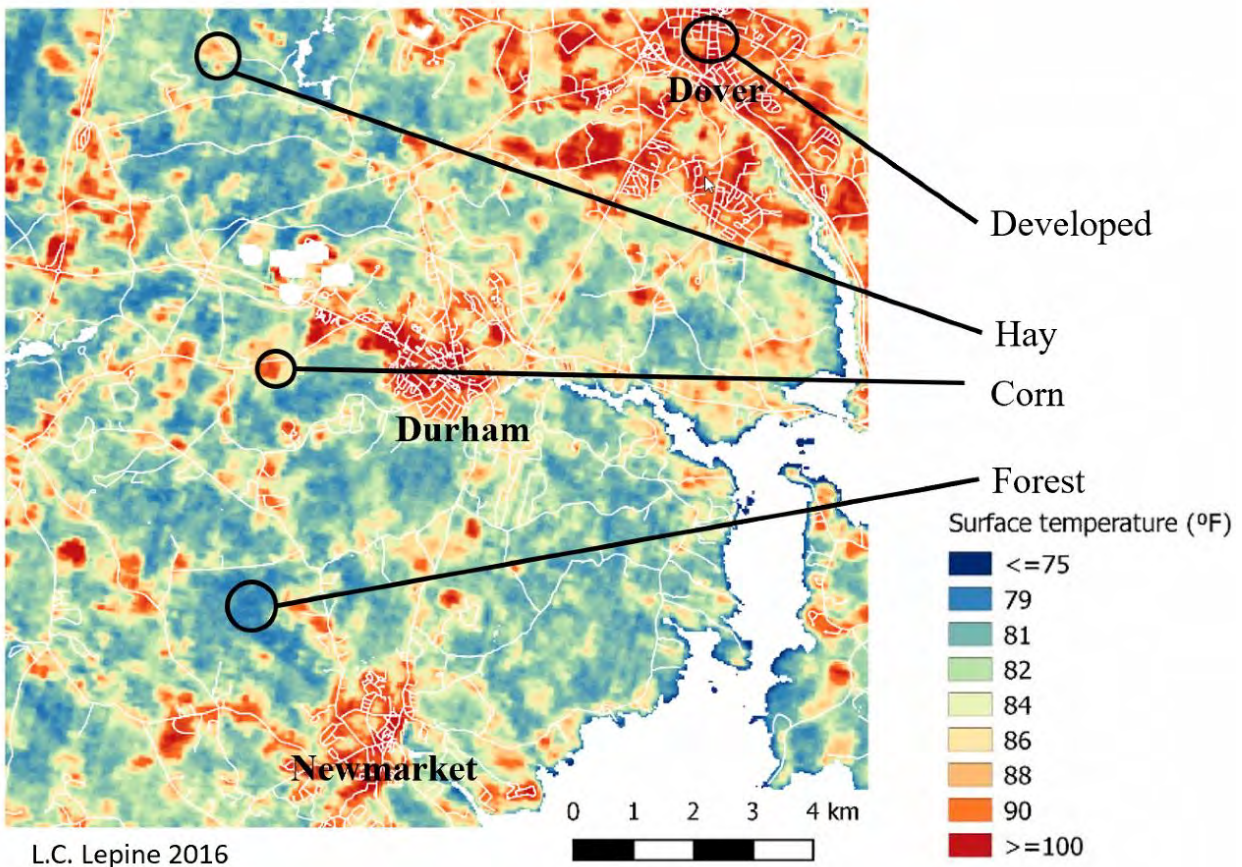 Dover
Developed
Hay
Corn
Durham
Forest
Surface temperature (ºF)
<=75
79
81
82
84
86
88
90
>=100
Newmarket
0 1 2 3 4 km
L.C. Lepine 2016